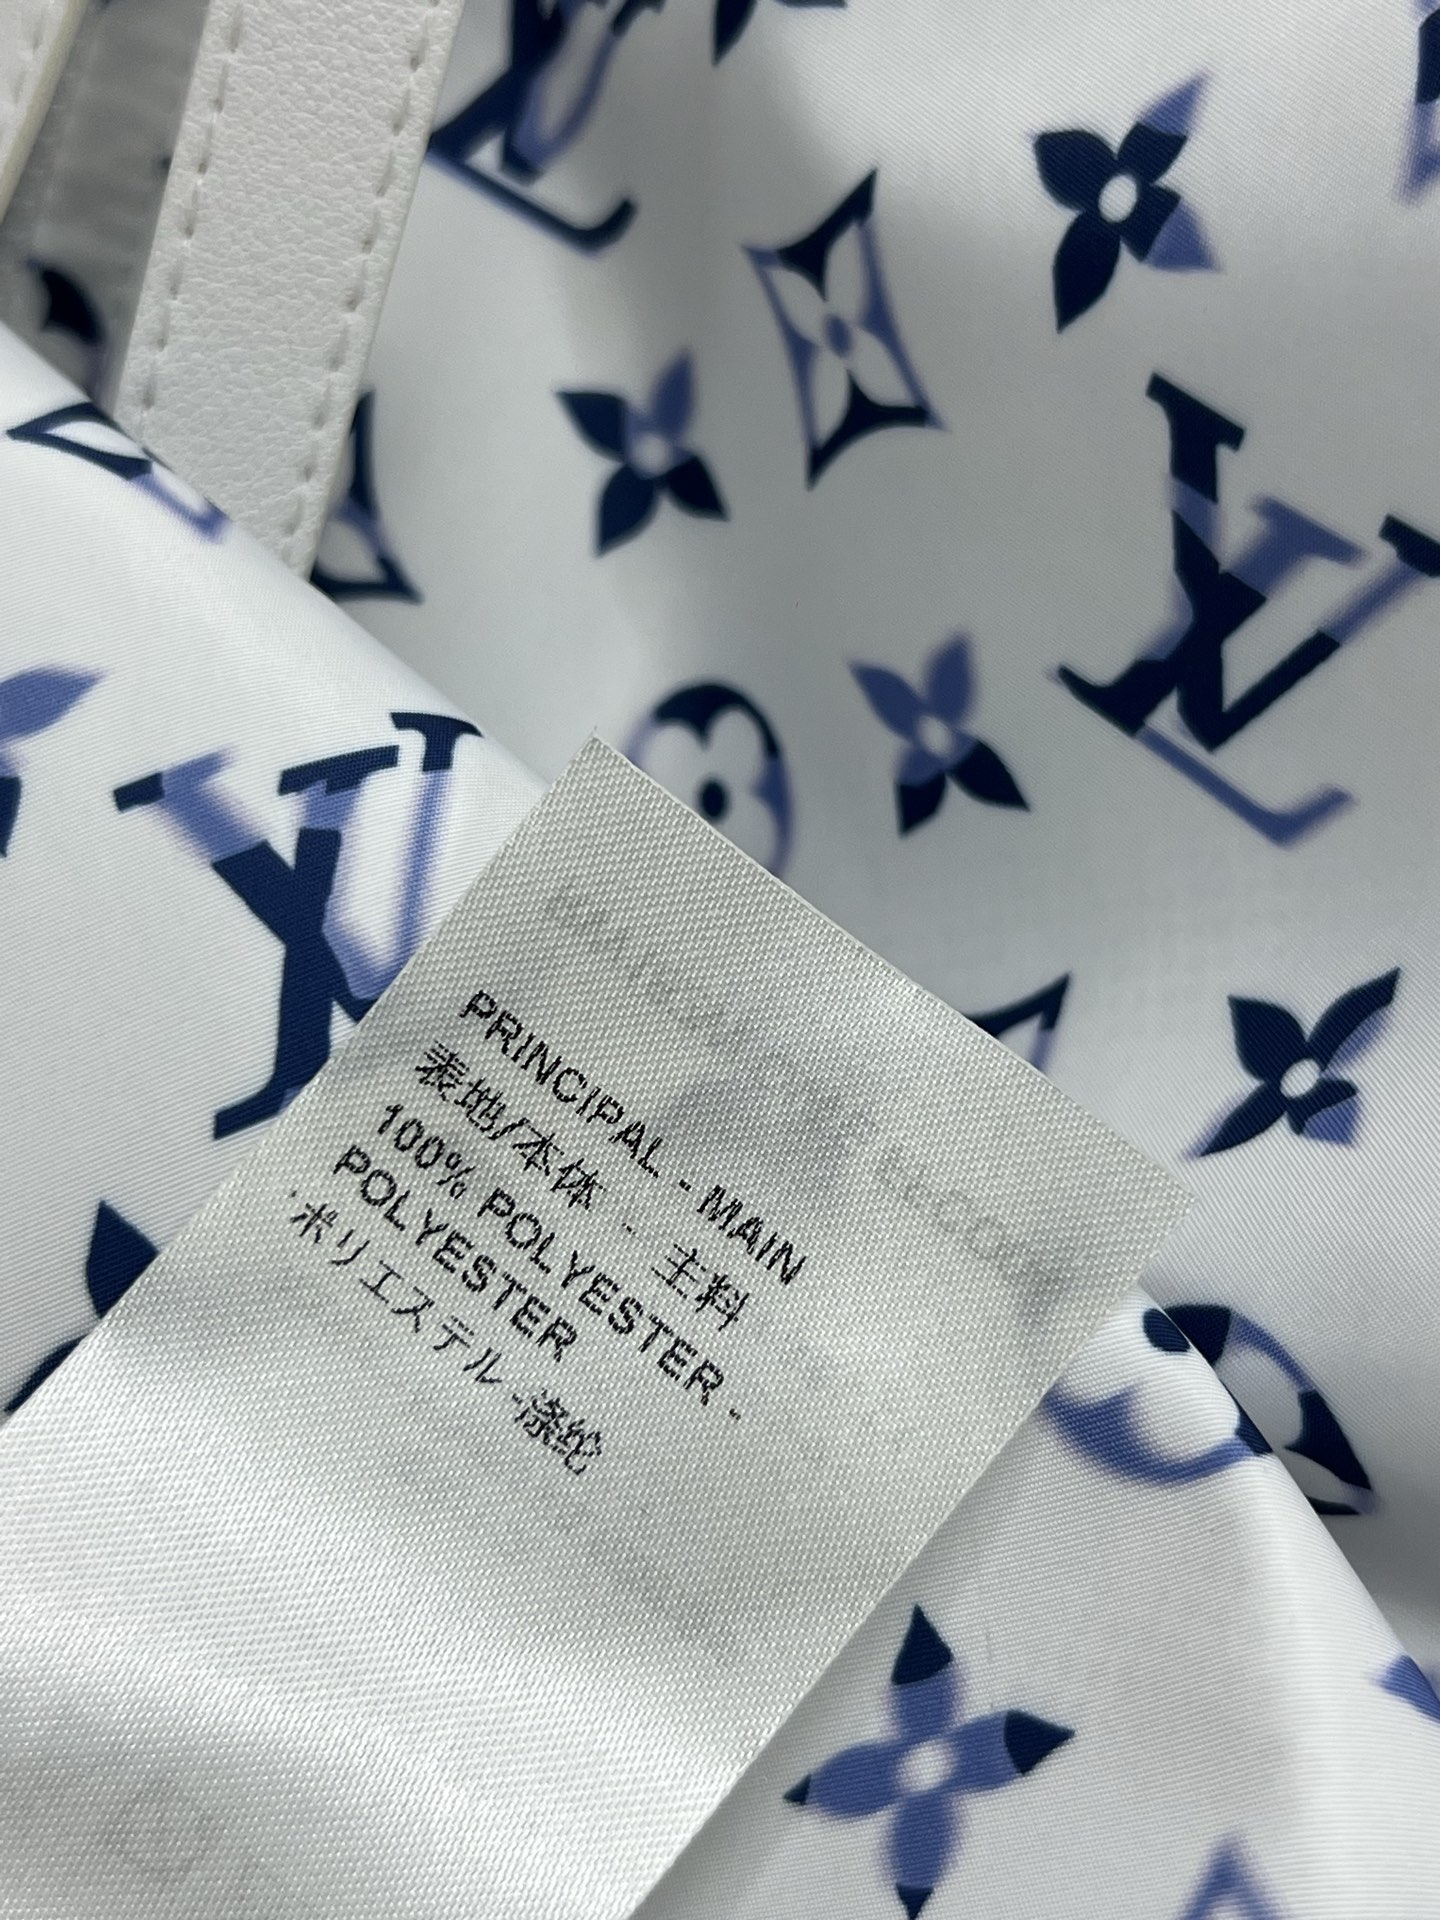 PRINCIPAL - MAIN
表地/本体 - 主料
100% POLYESTER -
POLYESTER
ポリエステル -涤纶